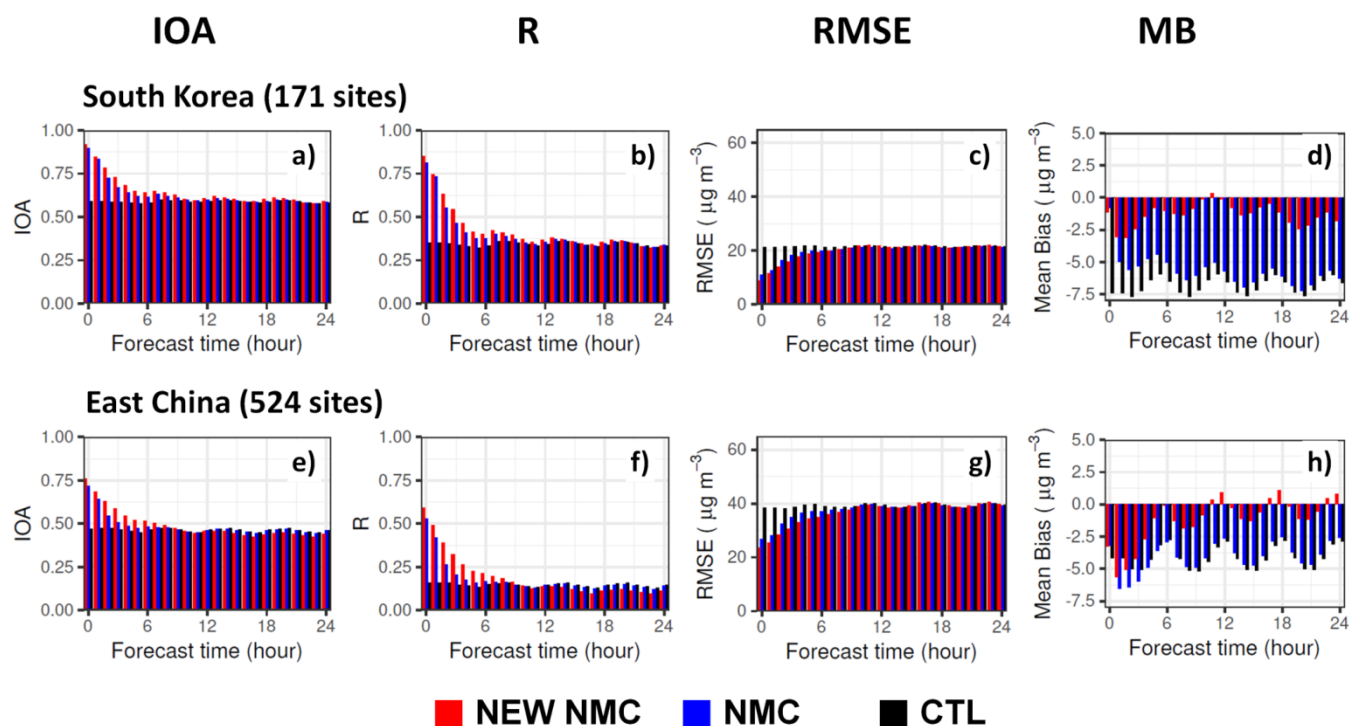 IOA R RMSE MB
South Korea (171 sites)
1.00 0.75 0.50 0.25 0.00
IOA
a)
0 6 12 18 24
Forecast time (hour)
1.00 0.75 0.50 0.25 0.00
R
b)
0 6 12 18 24
Forecast time (hour)
60 40 20 0
RMSE ( μg m⁻³)
c)
0 6 12 18 24
Forecast time (hour)
5.0 2.5 0.0 -2.5 -5.0 -7.5
Mean Bias ( μg m⁻³)
d)
0 6 12 18 24
Forecast time (hour)
East China (524 sites)
1.00 0.75 0.50 0.25 0.00
IOA
e)
0 6 12 18 24
Forecast time (hour)
1.00 0.75 0.50 0.25 0.00
R
f)
0 6 12 18 24
Forecast time (hour)
60 40 20 0
RMSE ( μg m⁻³)
g)
0 6 12 18 24
Forecast time (hour)
5.0 2.5 0.0 -2.5 -5.0 -7.5
Mean Bias ( μg m⁻³)
h)
0 6 12 18 24
Forecast time (hour)
NEW NMC NMC CTL